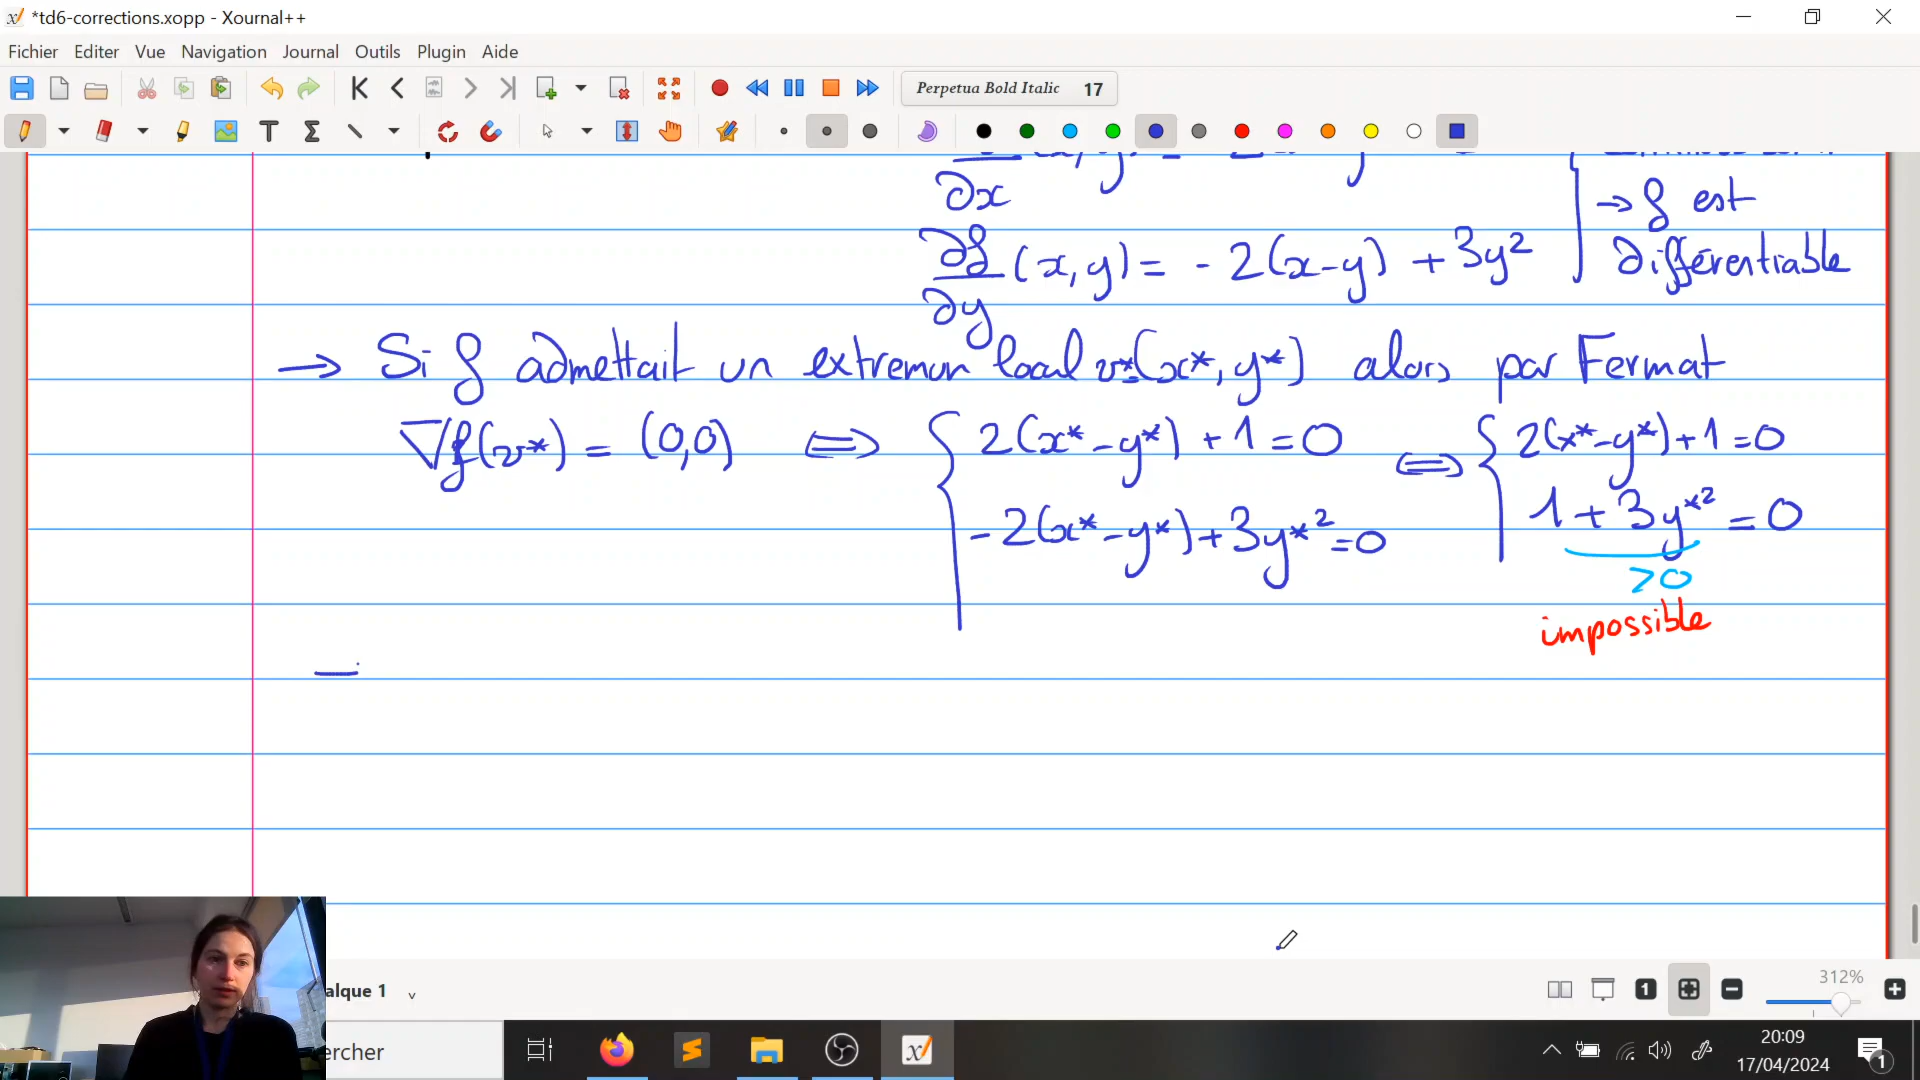 *td6-corrections.xopp - Xournal++
Fichier Editer Vue Navigation Journal Outils Plugin Aide
Perpetua Bold Italic 17
∂x
→ f est
∂f/∂y (x,y) = - 2(x-y) + 3y² différentiable
→ Si f admettait un extremum local v*=(x*, y*) alors par Fermat
∇f(v*) = (0,0) ⟺ { 2(x*-y*) + 1 = 0 ⟺ { 2(x*-y*)+1=0
-2(x*-y*)+3y*²=0 1+3y*² = 0
>0
impossible
alque 1
312%
ercher
20:09
17/04/2024
1